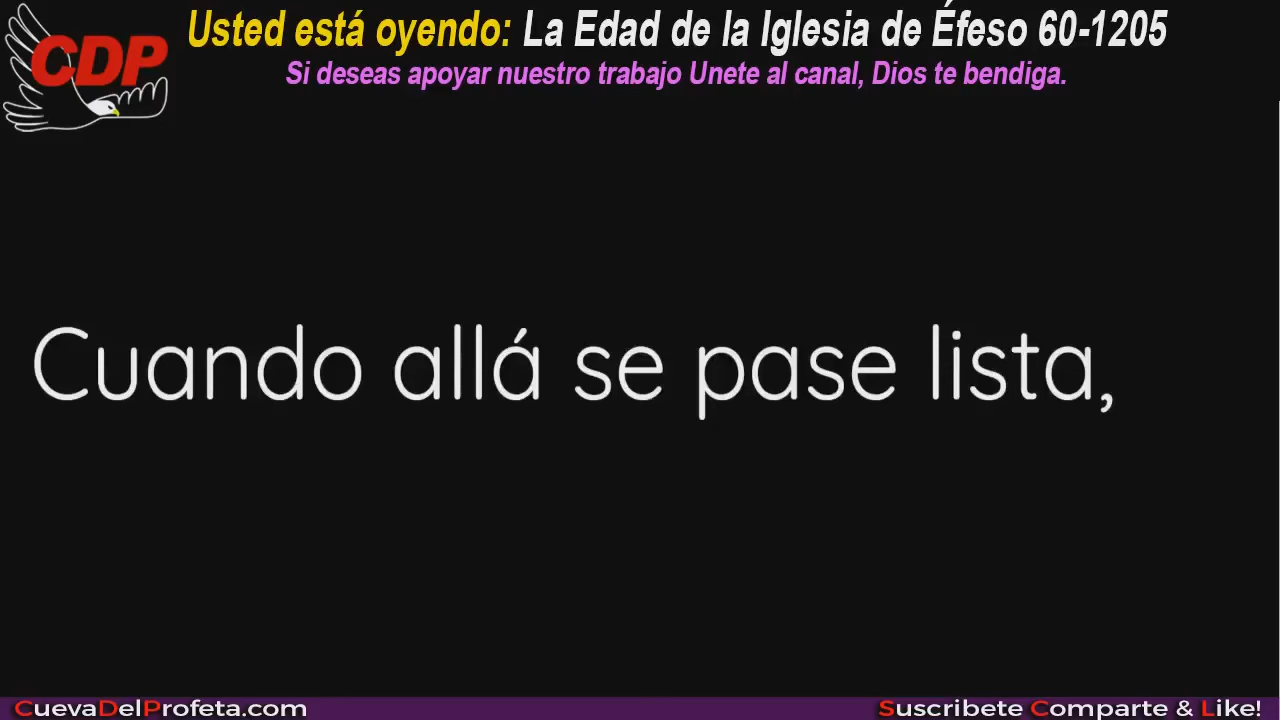 CDP
Usted está oyendo: La Edad de la Iglesia de Éfeso 60-1205
Si deseas apoyar nuestro trabajo Unete al canal, Dios te bendiga.
Cuando allá se pase lista,
CuevaDelProfeta.com
Suscribete Comparte & Like!